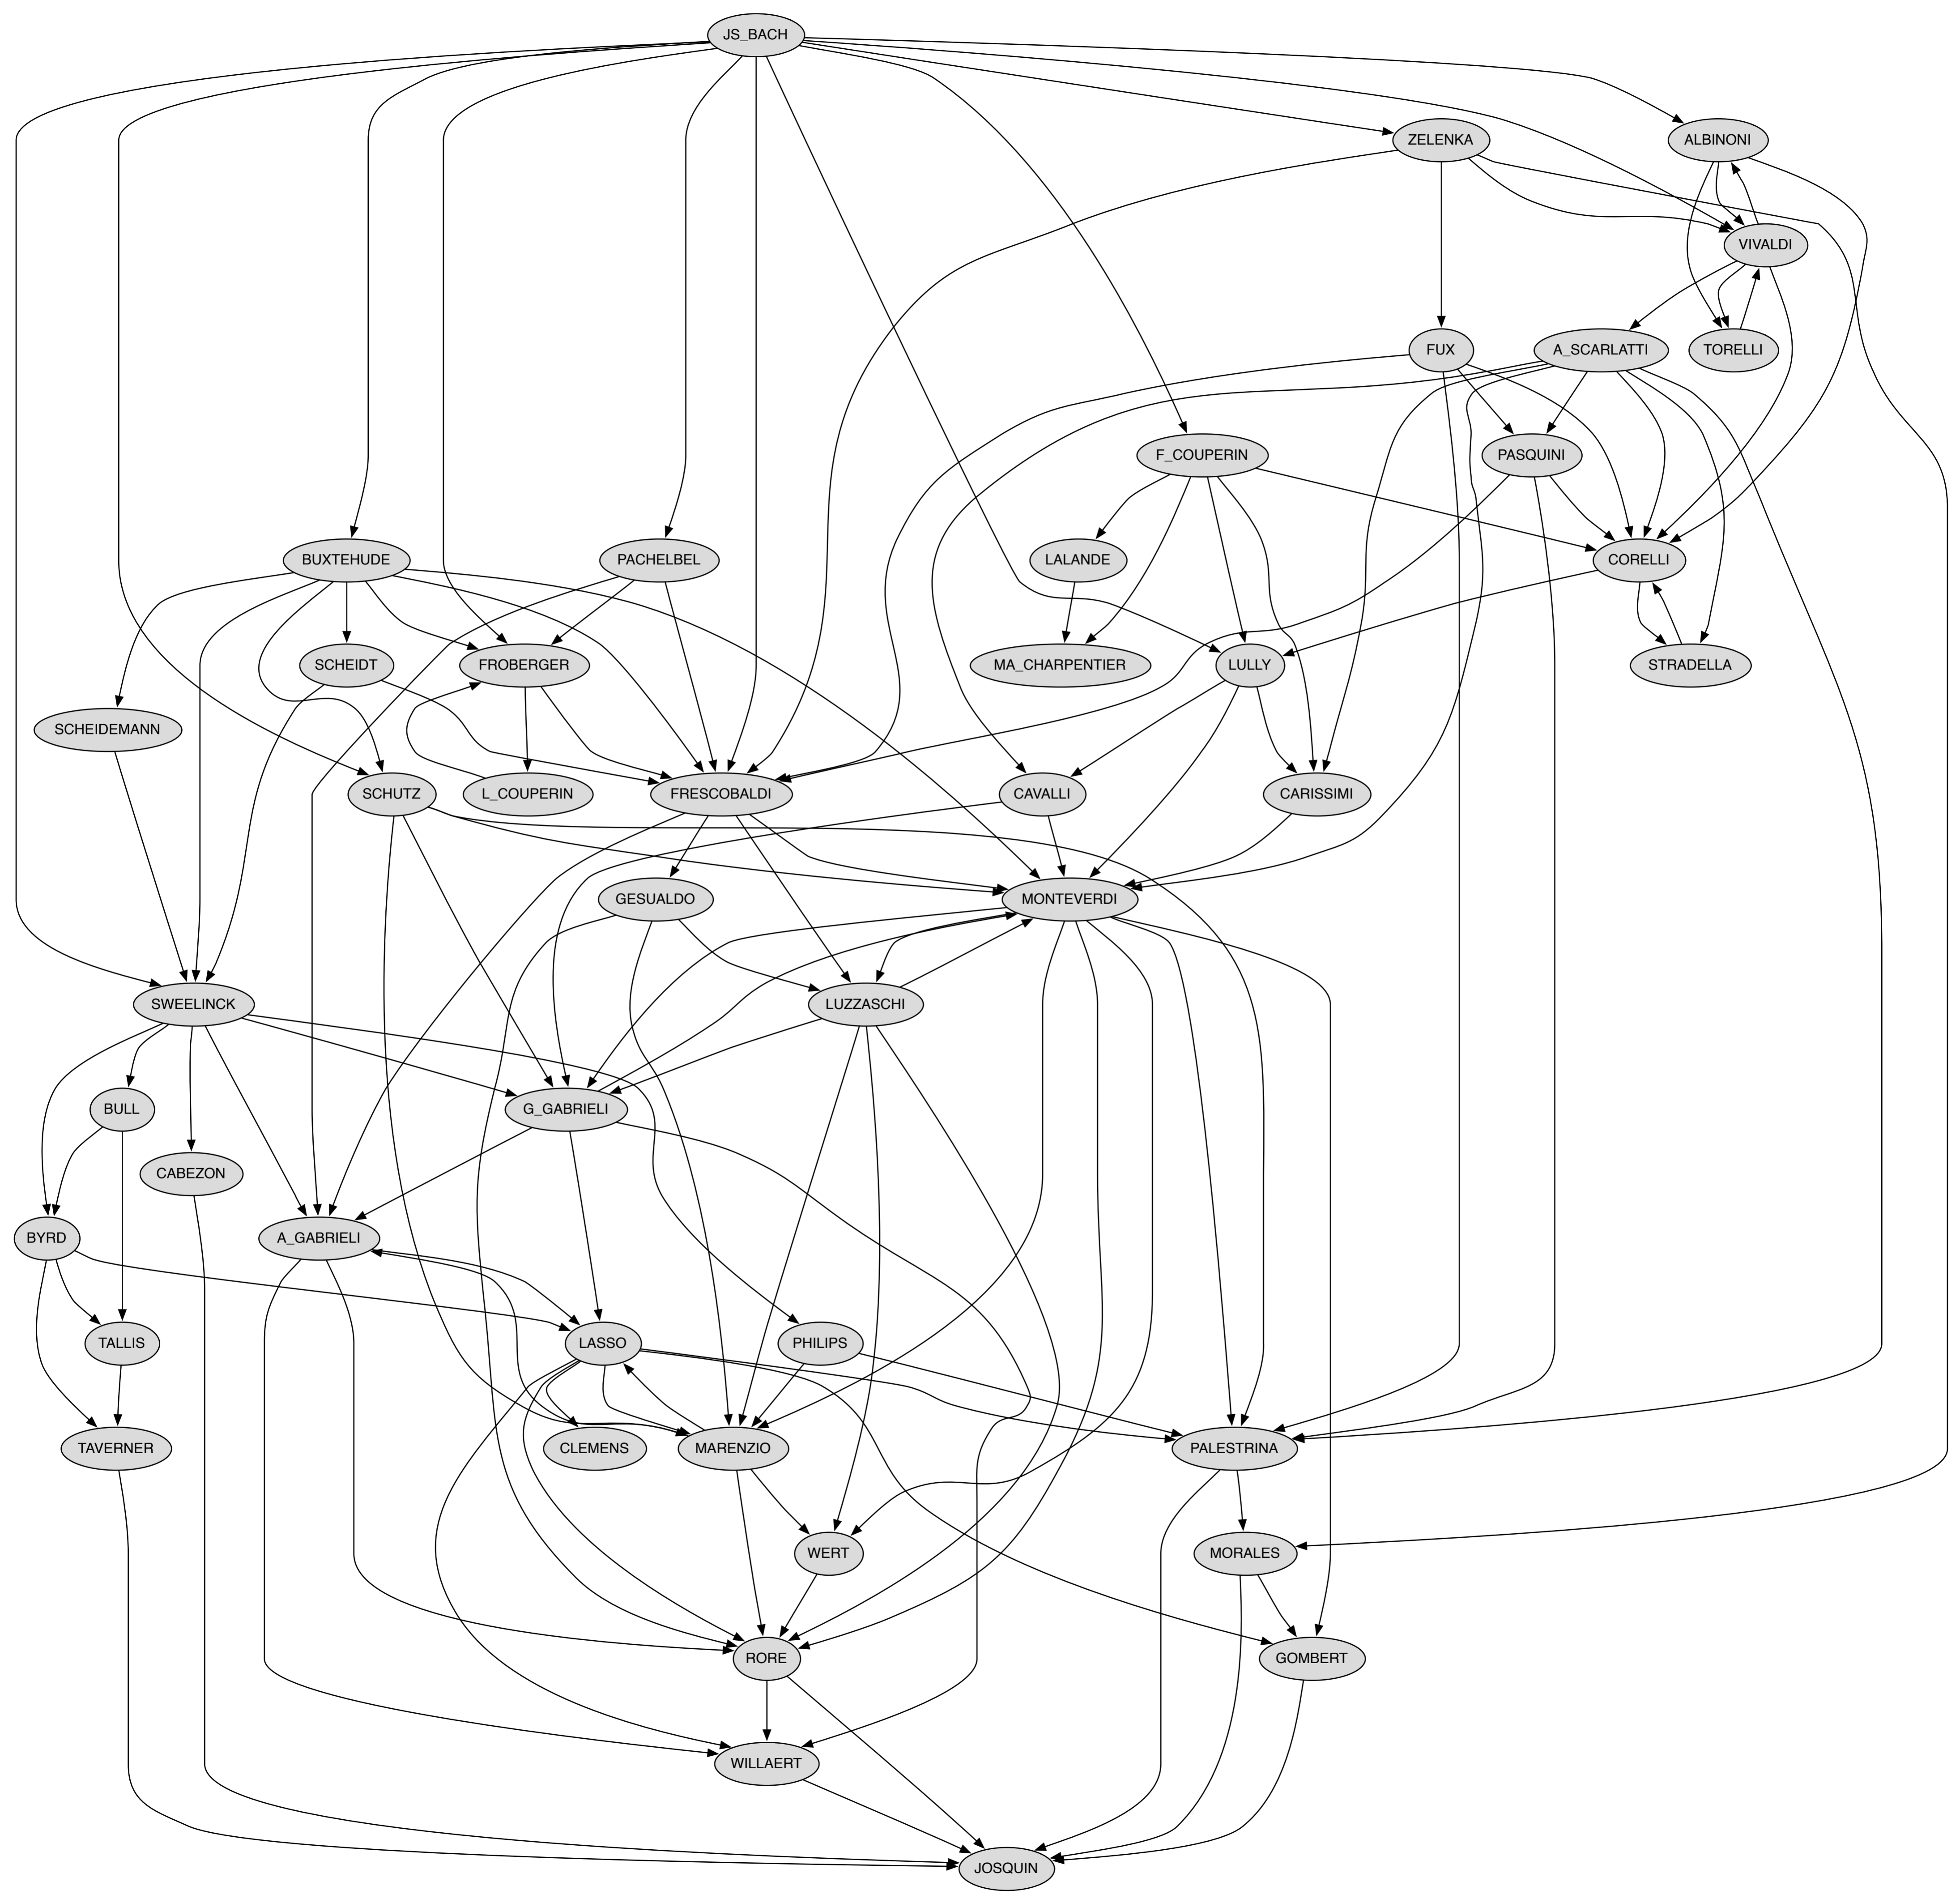 JS_BACH
ZELENKA
ALBINONI
VIVALDI
FUX
A_SCARLATTI
TORELLI
F_COUPERIN
PASQUINI
BUXTEHUDE
PACHELBEL
LALANDE
CORELLI
SCHEIDT
FROBERGER
MA_CHARPENTIER
LULLY
STRADELLA
SCHEIDEMANN
SCHUTZ
L_COUPERIN
FRESCOBALDI
CAVALLI
CARISSIMI
GESUALDO
MONTEVERDI
SWEELINCK
LUZZASCHI
BULL
G_GABRIELI
CABEZON
BYRD
A_GABRIELI
TALLIS
LASSO
PHILIPS
TAVERNER
CLEMENS
MARENZIO
PALESTRINA
WERT
MORALES
RORE
GOMBERT
WILLAERT
JOSQUIN